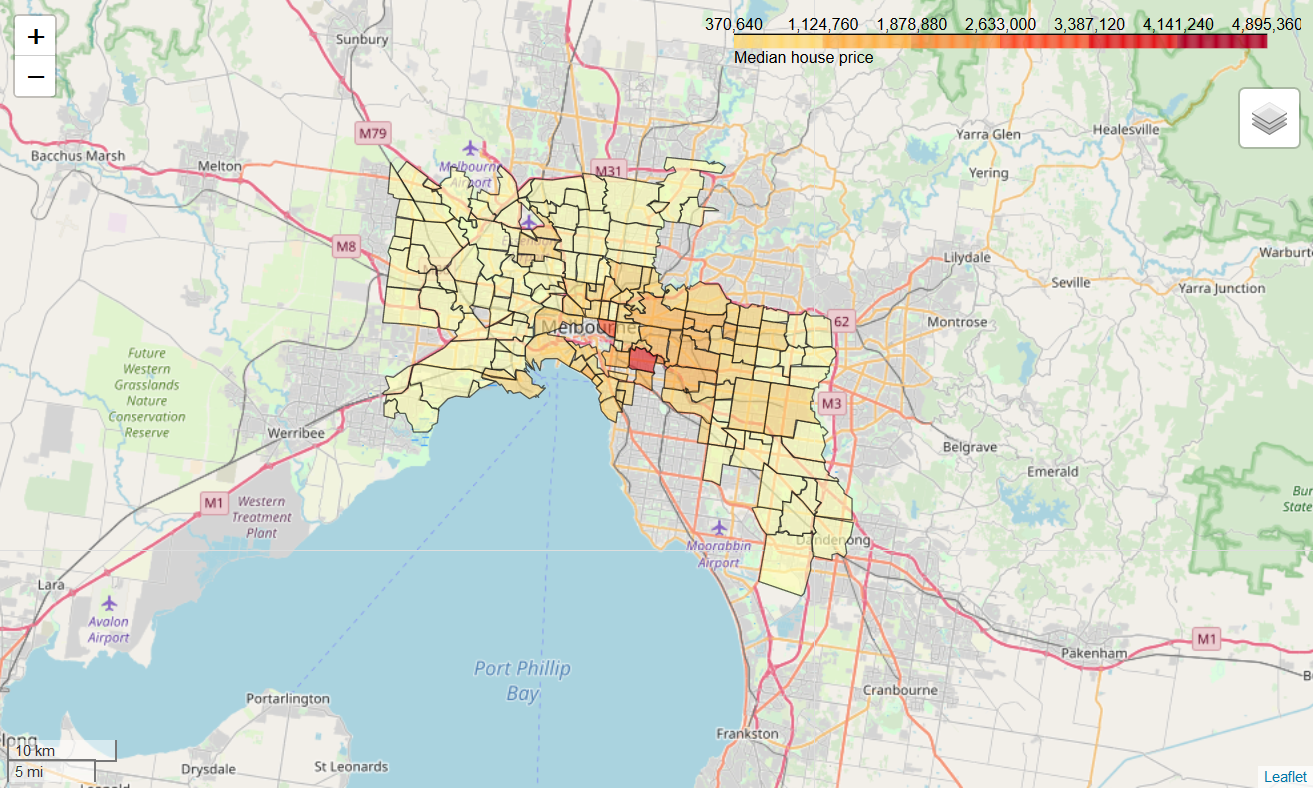 +
−
370,640 1,124,760 1,878,880 2,633,000 3,387,120 4,141,240 4,895,360
Median house price
Sunbury
M79
Bacchus Marsh
Melton
Melbourne
Airport
M31
Yarra Glen
Healesville
Yering
M8
Lilydale
Seville
Yarra Junction
Warburto
62
Montrose
Melbourne
Future
Western
Grasslands
Nature
Conservation
Reserve
M3
Werribee
Belgrave
Emerald
M1
Western
Treatment
Plant
Bun
State
Moorabbin
Airport
Dandenong
Lara
Avalon
Airport
M1
Pakenham
Port Phillip
Bay
Portarlington
Cranbourne
Frankston
long
10 km
5 mi
Drysdale
St Leonards
Leaflet